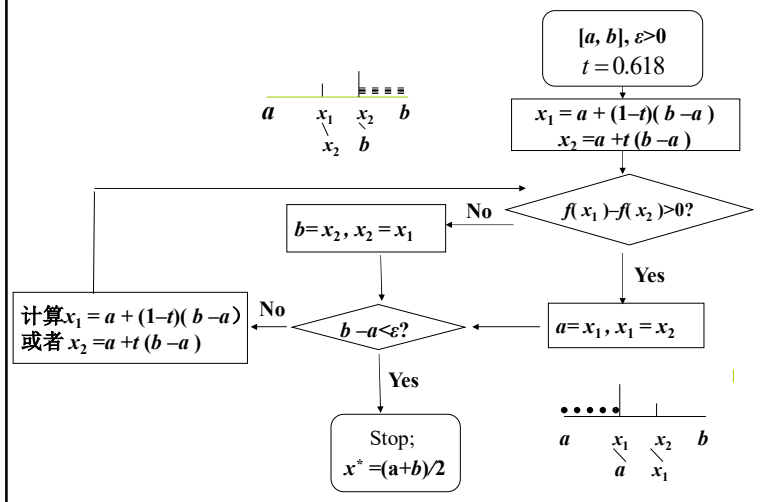 [a, b], ε>0
t = 0.618
x₁ = a + (1–t)( b –a )
x₂ =a +t (b –a )
a x₁ x₂ b
x₂ b
f( x₁ )–f( x₂ )>0?
No
b= x₂ , x₂ = x₁
Yes
a= x₁ , x₁ = x₂
b –a<ε?
No
计算x₁ = a + (1–t)( b –a）
或者 x₂ =a +t (b –a )
Yes
Stop;
x* =(a+b)/2
a x₁ x₂ b
a x₁